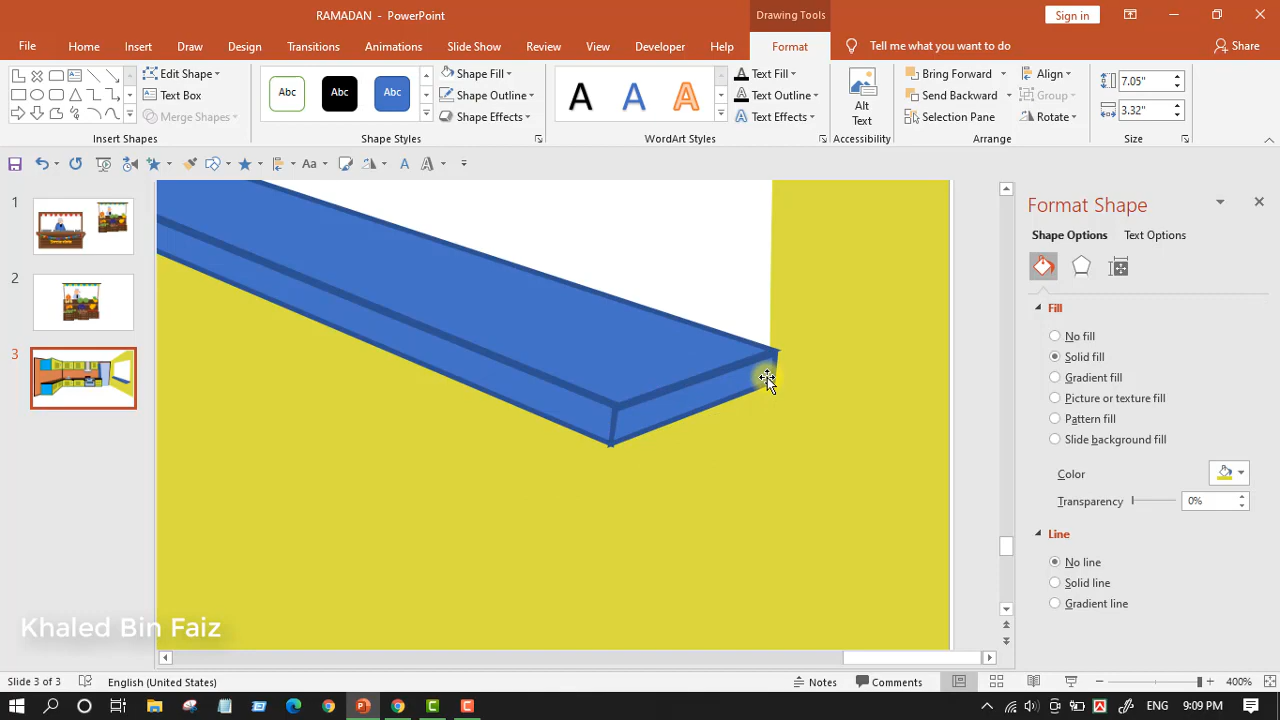 RAMADAN - PowerPoint
Drawing Tools
Sign in
File
Home
Insert
Draw
Design
Transitions
Animations
Slide Show
Review
View
Developer
Help
Format
Tell me what you want to do
Share
Edit Shape
Text Box
Merge Shapes
Insert Shapes
Abc
Abc
Abc
Shape Fill
Shape Outline
Shape Effects
Shape Styles
A
A
A
Text Fill
Text Outline
Text Effects
WordArt Styles
Alt
Text
Accessibility
Bring Forward
Send Backward
Selection Pane
Align
Group
Rotate
Arrange
7.05"
3.32"
Size
Aa
A
A
1
2
3
Format Shape
Shape Options
Text Options
Fill
No fill
Solid fill
Gradient fill
Picture or texture fill
Pattern fill
Slide background fill
Color
Transparency
0%
Line
No line
Solid line
Gradient line
Khaled Bin Faiz
Slide 3 of 3
English (United States)
Notes
Comments
400%
9:09 PM